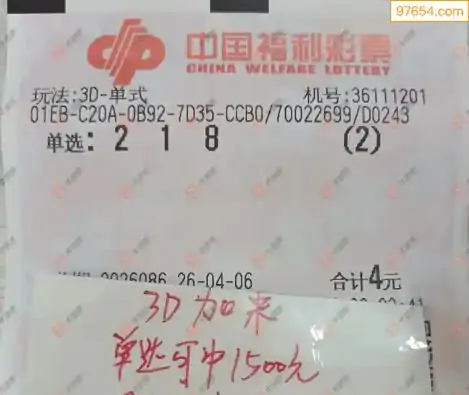 97654.com
中国福利彩票
CHINA WELFARE LOTTERY
玩法:3D-单式 机号:36111201
01EB-C20A-0B92-7D35-CCB0/70022699/D0243
单选: 2 1 8 (2)
2026086 26-04-06 合计4元
3D加来
单选可中1500元